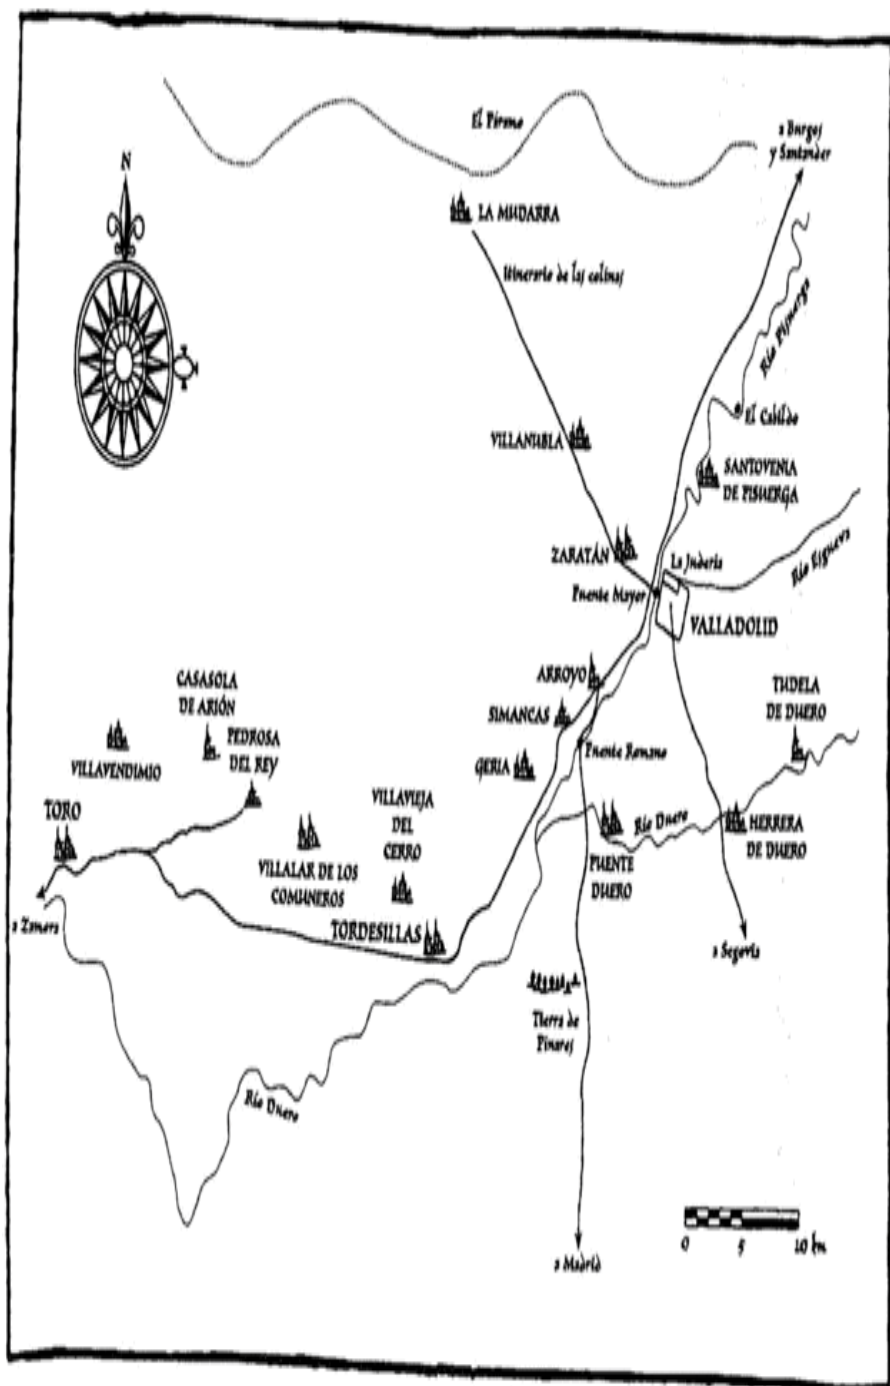 El Páramo
a Burgos
y Santander
N
LA MUDARRA
Itinerario de las colinas
Río Pisuerga
El Cabildo
VILLANUBLA
SANTOVENIA
DE PISUERGA
ZARATÁN
La Judería
Río Esgueva
Puente Mayor
VALLADOLID
ARROYO
CASASOLA
DE ARIÓN
TUDELA
DE DUERO
SIMANCAS
PEDROSA
DEL REY
Puente Romano
VILLAVENDIMIO
GERIA
VILLAVIEJA
DEL
CERRO
TORO
Río Duero
HERRERA
DE DUERO
VILLALAR DE LOS
COMUNEROS
PUENTE
DUERO
a Zamora
TORDESILLAS
a Segovia
Tierra de
Pinares
Río Duero
0 5 10 km
a Madrid